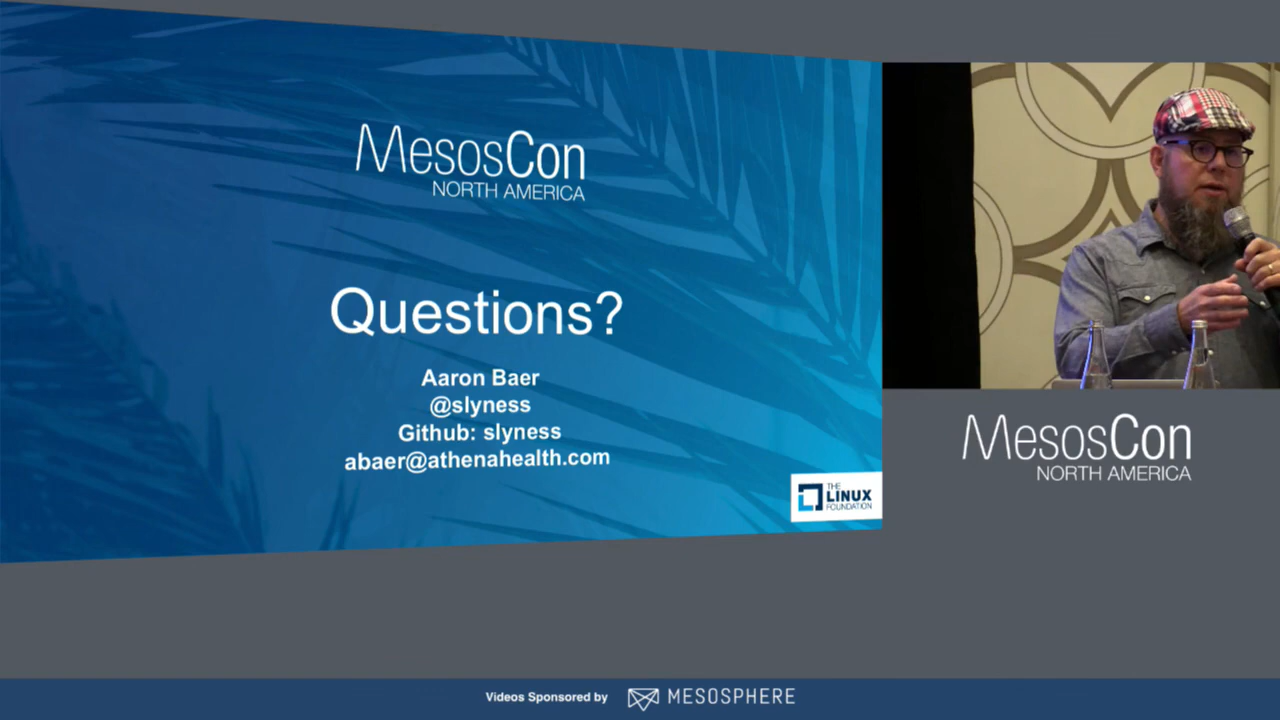 MesosCon
NORTH AMERICA
Questions?
Aaron Baer
@slyness
Github: slyness
abaer@athenahealth.com
THE
LINUX
FOUNDATION
MesosCon
NORTH AMERICA
Videos Sponsored by MESOSPHERE